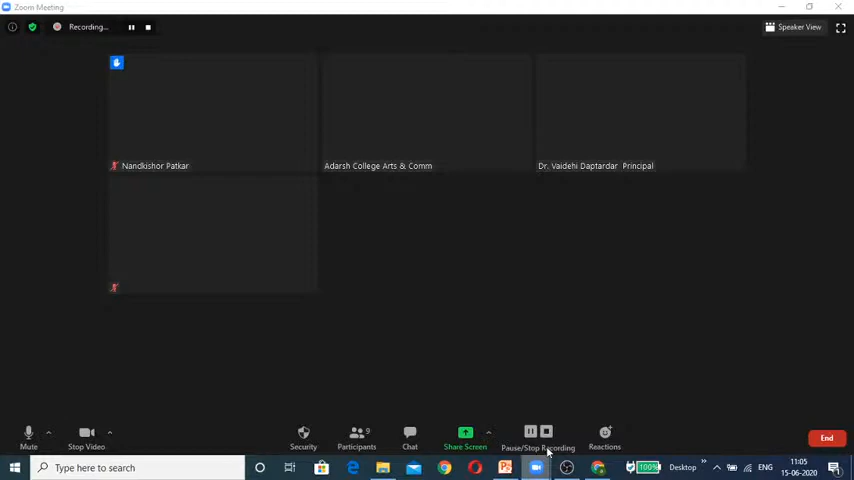 Zoom Meeting
Recording...
Speaker View
Nandkishor Patkar
Adarsh College Arts & Comm
Dr. Vaidehi Daptardar Principal
Mute
Stop Video
Security
9
Participants
Chat
Share Screen
Pause/Stop Recording
Reactions
End
Type here to search
100%
Desktop
ENG
11:05
15-06-2020
1